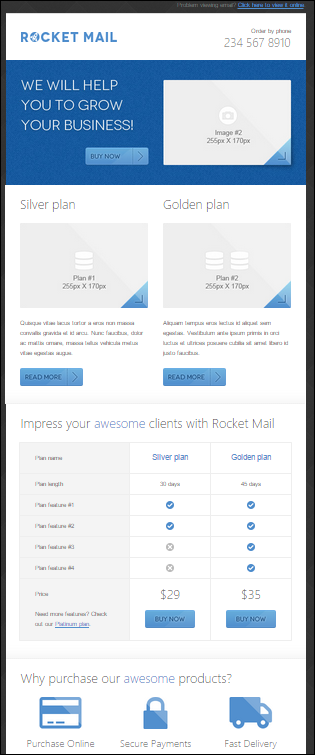 Problem viewing email? Click here to view it online
ROCKET MAIL
Order by phone
234 567 8910
WE WILL HELP
YOU TO GROW
YOUR BUSINESS!
BUY NOW
Image #2
255px X 170px
Silver plan
Golden plan
Plan #1
255px X 170px
Plan #2
255px X 170px
Quisque vitae lacus tortor a eros non massa
convallis gravida et id arcu. Nunc faucibus, dolor
ac mattis ornare, massa tellus vehicula metus
vitae egestas augue.
Aliquam tempus eros lectus id aliquet sem
egestas. Vestibulum ante ipsum primis in orci
luctus et ultrices posuere cubilia sit amet libero id
justo faucibus.
READ MORE
READ MORE
Impress your awesome clients with Rocket Mail
Plan name
Silver plan
Golden plan
Plan length
30 days
45 days
Plan feature #1
Plan feature #2
Plan feature #3
Plan feature #4
Price
$29
$35
Need more features? Check
out our Platinum plan.
BUY NOW
BUY NOW
Why purchase our awesome products?
Purchase Online
Secure Payments
Fast Delivery